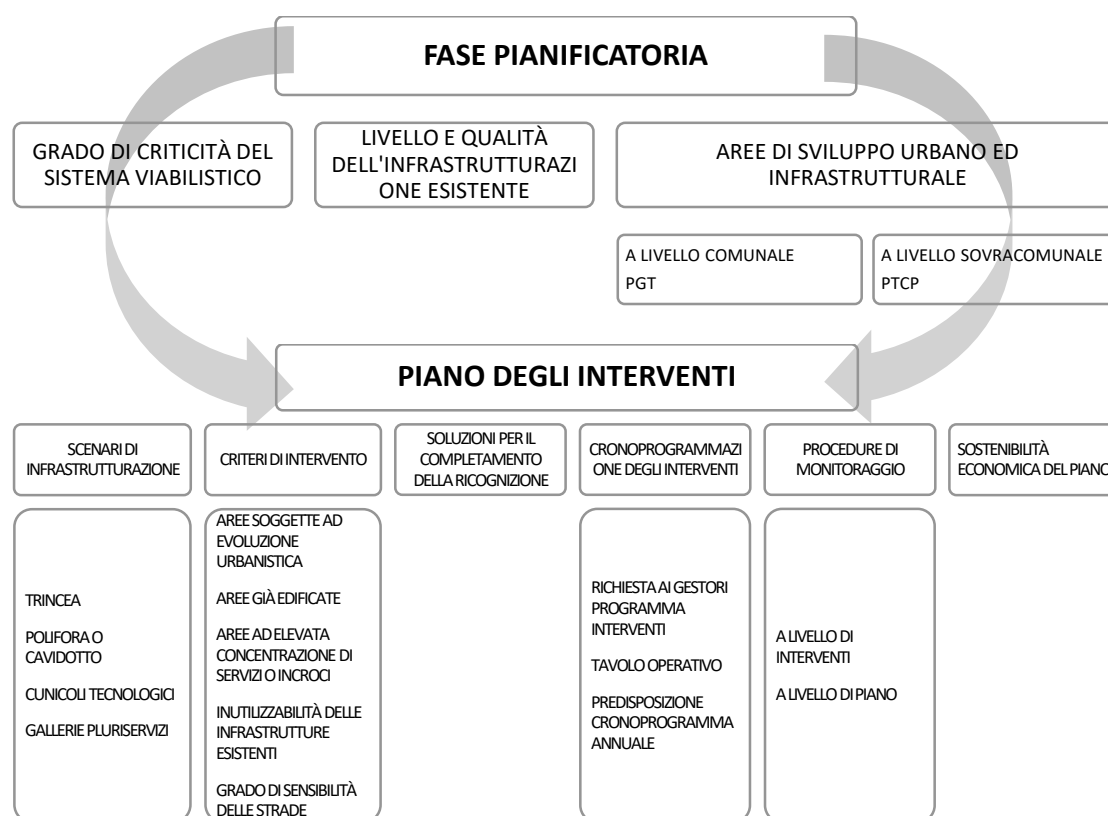 FASE PIANIFICATORIA
GRADO DI CRITICITÀ DEL
SISTEMA VIABILISTICO
LIVELLO E QUALITÀ
DELL'INFRASTRUTTURAZI
ONE ESISTENTE
AREE DI SVILUPPO URBANO ED
INFRASTRUTTURALE
A LIVELLO COMUNALE
PGT
A LIVELLO SOVRACOMUNALE
PTCP
PIANO DEGLI INTERVENTI
SCENARI DI
INFRASTRUTTURAZIONE
CRITERI DI INTERVENTO
SOLUZIONI PER IL
COMPLETAMENTO
DELLA RICOGNIZIONE
CRONOPROGRAMMAZI
ONE DEGLI INTERVENTI
PROCEDURE DI
MONITORAGGIO
SOSTENIBILITÀ
ECONOMICA DEL PIANO
TRINCEA
POLIFORA O
CAVIDOTTO
CUNICOLI TECNOLOGICI
GALLERIE PLURISERVIZI
AREE SOGGETTE AD
EVOLUZIONE
URBANISTICA
AREE GIÀ EDIFICATE
AREE AD ELEVATA
CONCENTRAZIONE DI
SERVIZI O INCROCI
INUTILIZZABILITÀ DELLE
INFRASTRUTTURE
ESISTENTI
GRADO DI SENSIBILITÀ
DELLE STRADE
RICHIESTA AI GESTORI
PROGRAMMA
INTERVENTI
TAVOLO OPERATIVO
PREDISPOSIZIONE
CRONOPROGRAMMA
ANNUALE
A LIVELLO DI
INTERVENTI
A LIVELLO DI PIANO